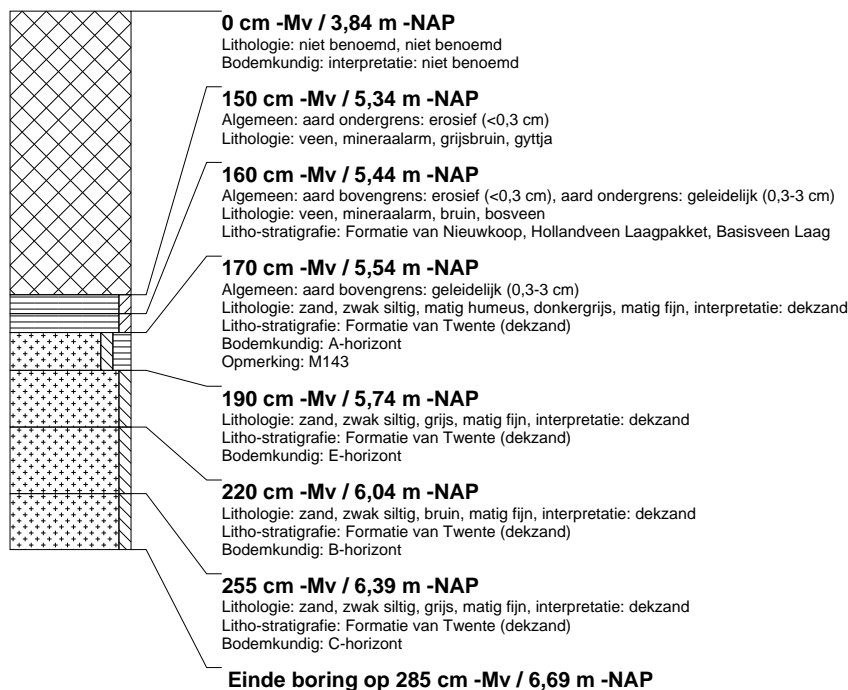 0 cm -Mv / 3,84 m -NAP
Lithologie: niet benoemd, niet benoemd
Bodemkundig: interpretatie: niet benoemd
150 cm -Mv / 5,34 m -NAP
Algemeen: aard ondergrens: erosief (<0,3 cm)
Lithologie: veen, mineraalarm, grijsbruin, gyttja
160 cm -Mv / 5,44 m -NAP
Algemeen: aard bovengrens: erosief (<0,3 cm), aard ondergrens: geleidelijk (0,3-3 cm)
Lithologie: veen, mineraalarm, bruin, bosveen
Litho-stratigrafie: Formatie van Nieuwkoop, Hollandveen Laagpakket, Basisveen Laag
170 cm -Mv / 5,54 m -NAP
Algemeen: aard bovengrens: geleidelijk (0,3-3 cm)
Lithologie: zand, zwak siltig, matig humeus, donkergrijs, matig fijn, interpretatie: dekzand
Litho-stratigrafie: Formatie van Twente (dekzand)
Bodemkundig: A-horizont
Opmerking: M143
190 cm -Mv / 5,74 m -NAP
Lithologie: zand, zwak siltig, grijs, matig fijn, interpretatie: dekzand
Litho-stratigrafie: Formatie van Twente (dekzand)
Bodemkundig: E-horizont
220 cm -Mv / 6,04 m -NAP
Lithologie: zand, zwak siltig, bruin, matig fijn, interpretatie: dekzand
Litho-stratigrafie: Formatie van Twente (dekzand)
Bodemkundig: B-horizont
255 cm -Mv / 6,39 m -NAP
Lithologie: zand, zwak siltig, grijs, matig fijn, interpretatie: dekzand
Litho-stratigrafie: Formatie van Twente (dekzand)
Bodemkundig: C-horizont
Einde boring op 285 cm -Mv / 6,69 m -NAP